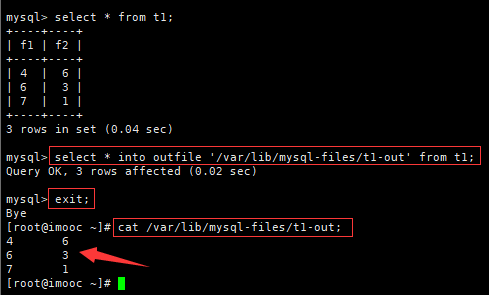 mysql> select * from t1;
+----+----+
| f1 | f2 |
+----+----+
| 4  |  6 |
| 6  |  3 |
| 7  |  1 |
+----+----+
3 rows in set (0.04 sec)
mysql> select * into outfile '/var/lib/mysql-files/t1-out' from t1;
Query OK, 3 rows affected (0.02 sec)
mysql> exit;
Bye
[root@imooc ~]# cat /var/lib/mysql-files/t1-out;
4       6
6       3
7       1
[root@imooc ~]#